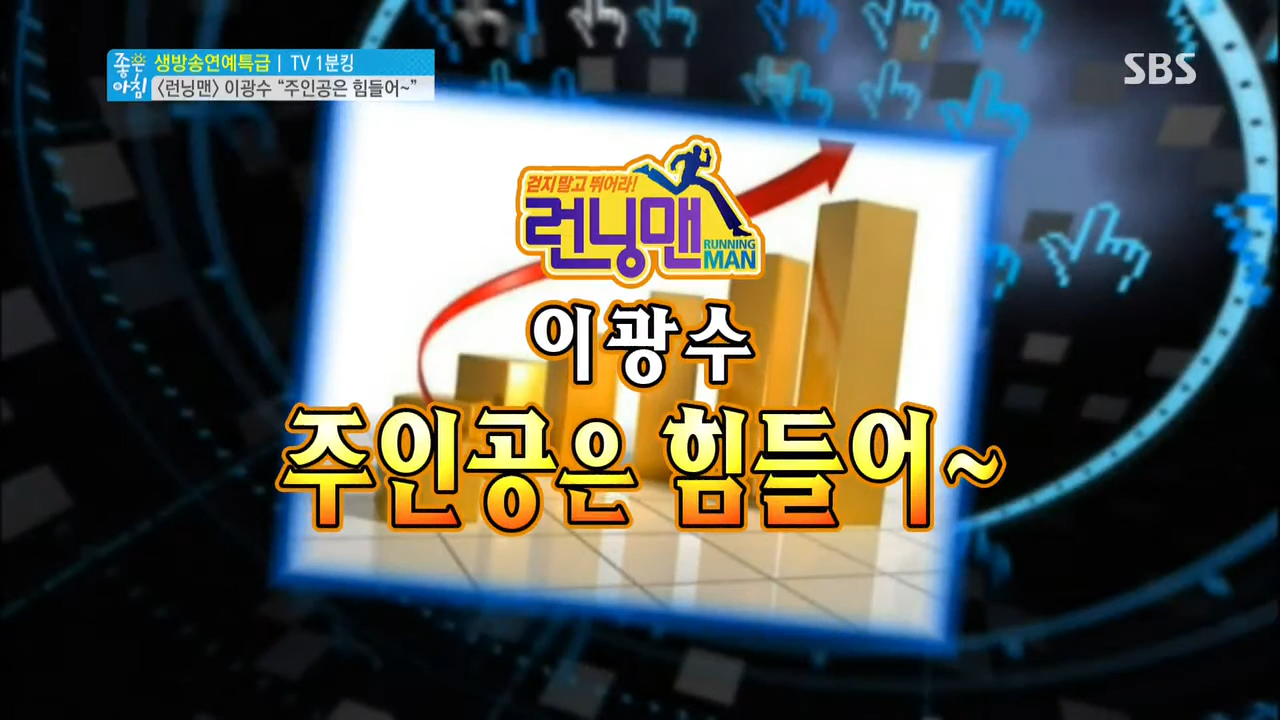 좋은
아침
생방송연예특급 | TV 1분킹
<런닝맨> 이광수 "주인공은 힘들어~"
SBS
걷지 말고 뛰어라!
런닝맨
RUNNING
MAN
이광수
주인공은 힘들어~